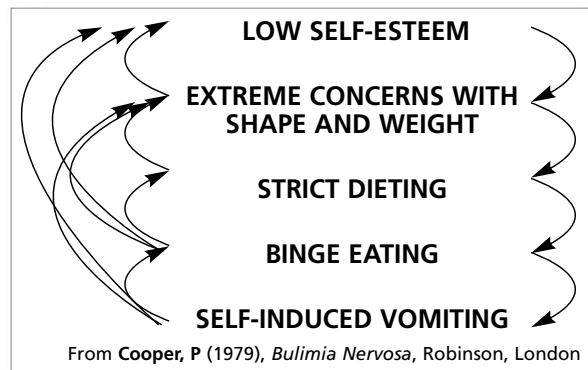 LOW SELF-ESTEEM
EXTREME CONCERNS WITH
SHAPE AND WEIGHT
STRICT DIETING
BINGE EATING
SELF-INDUCED VOMITING
From Cooper, P (1979), Bulimia Nervosa, Robinson, London